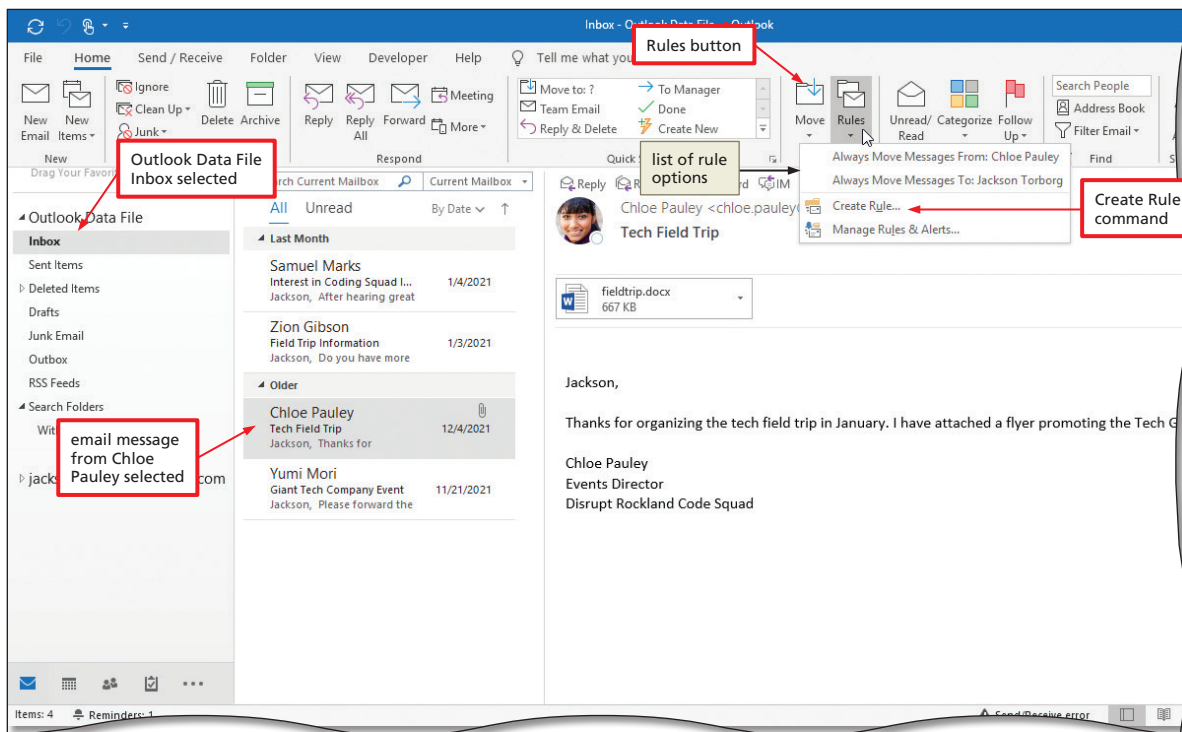 Inbox - Outlook Data File - Outlook
Rules button
File Home Send / Receive Folder View Developer Help Tell me what you
New Email
New Items
New
Ignore
Clean Up
Junk
Delete
Archive
Reply
Reply All
Forward
Meeting
More
Respond
Move to: ?
Team Email
Reply & Delete
To Manager
Done
Create New
Quick
Move
Rules
Unread/ Read
Categorize
Follow Up
Search People
Address Book
Filter Email
Find
Always Move Messages From: Chloe Pauley
Always Move Messages To: Jackson Torborg
Create Rule...
Manage Rules & Alerts...
list of rule
options
Create Rule
command
Outlook Data File
Inbox selected
Drag Your Favor
Outlook Data File
Inbox
Sent Items
Deleted Items
Drafts
Junk Email
Outbox
RSS Feeds
Search Folders
Wit
jacks com
email message
from Chloe
Pauley selected
Search Current Mailbox Current Mailbox
All Unread By Date
Last Month
Samuel Marks
Interest in Coding Squad I... 1/4/2021
Jackson, After hearing great
Zion Gibson
Field Trip Information 1/3/2021
Jackson, Do you have more
Older
Chloe Pauley
Tech Field Trip 12/4/2021
Jackson, Thanks for
Yumi Mori
Giant Tech Company Event 11/21/2021
Jackson, Please forward the
Reply R d IM
Chloe Pauley <chloe.pauley
Tech Field Trip
fieldtrip.docx
667 KB
Jackson,
Thanks for organizing the tech field trip in January. I have attached a flyer promoting the Tech G
Chloe Pauley
Events Director
Disrupt Rockland Code Squad
Items: 4 Reminders: 1 Send/Receive error